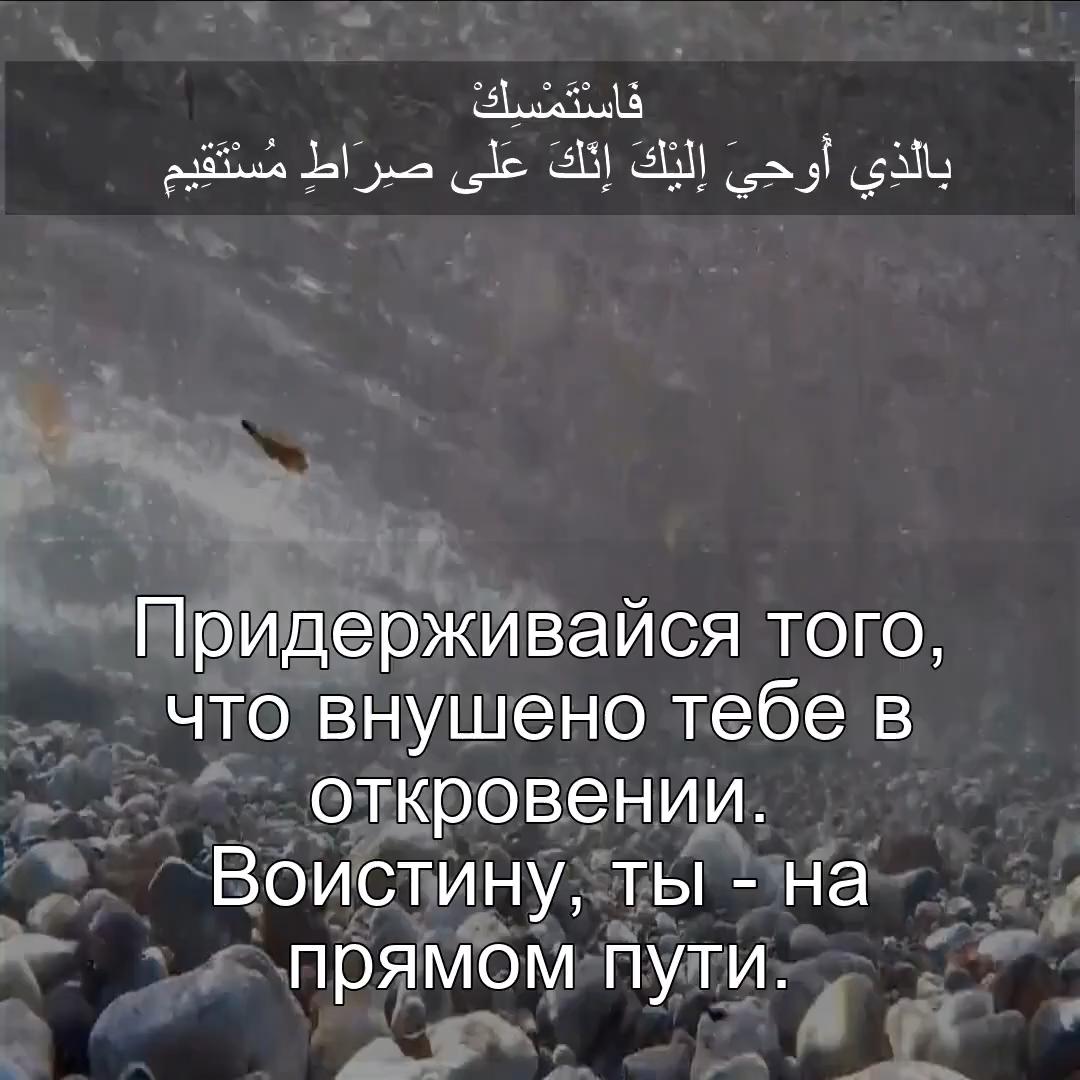 فَاسْتَمْسِكْ
بِالَّذِي أُوحِيَ إِلَيْكَ إِنَّكَ عَلَى صِرَاطٍ مُسْتَقِيمٍ
Придерживайся того,
что внушено тебе в
откровении.
Воистину, ты - на
прямом пути.